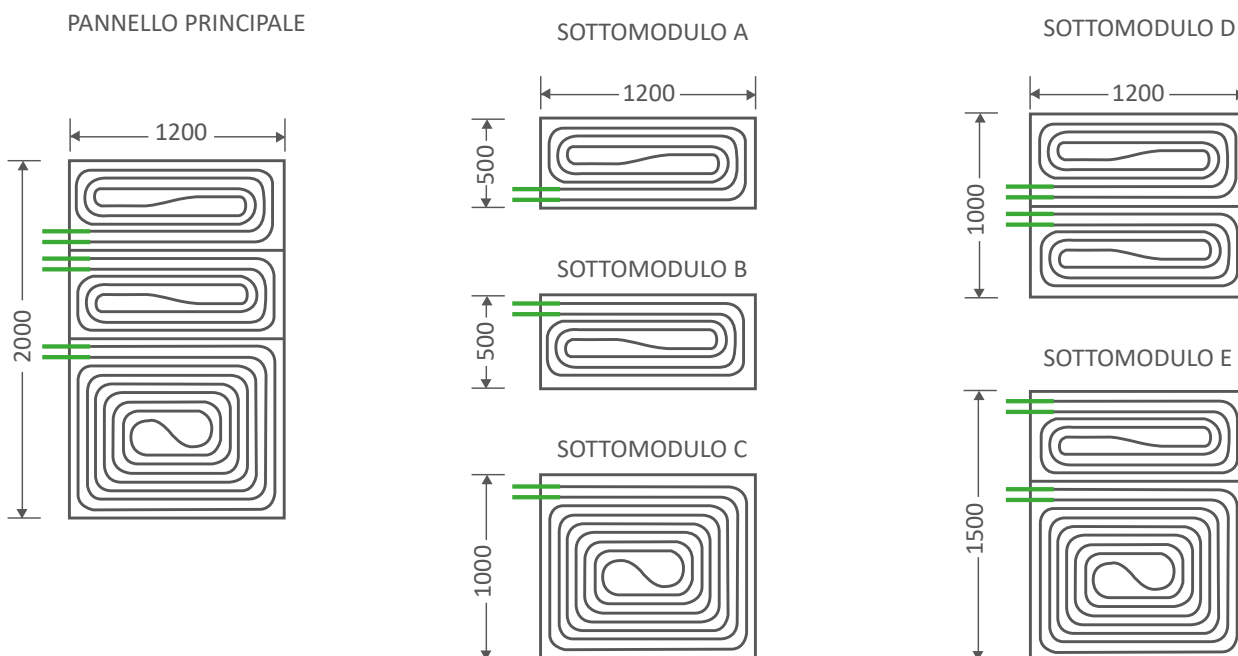 PANNELLO PRINCIPALE
1200
2000
SOTTOMODULO A
1200
500
SOTTOMODULO B
500
SOTTOMODULO C
1000
SOTTOMODULO D
1200
1000
SOTTOMODULO E
1500